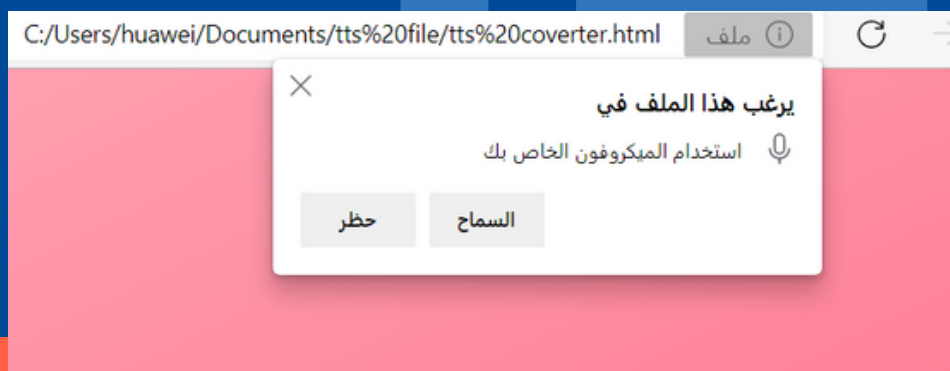 C:/Users/huawei/Documents/tts%20file/tts%20coverter.html ملف
يرغب هذا الملف في
استخدام الميكروفون الخاص بك
السماح
حظر